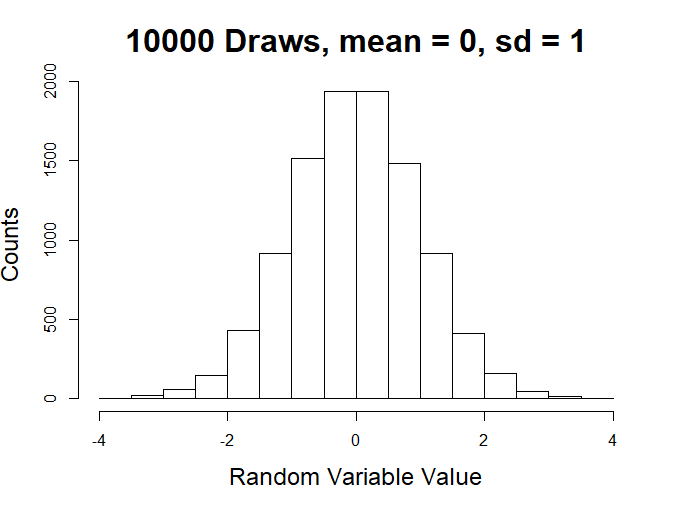 10000 Draws, mean = 0, sd = 1
Counts
2000
1500
1000
500
0
-4 -2 0 2 4
Random Variable Value